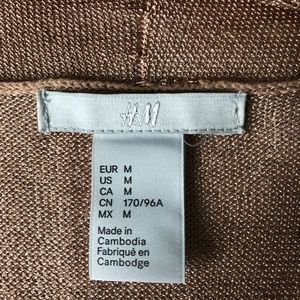 H&M
EUR M
US M
CA M
CN 170/96A
MX M
Made in
Cambodia
Fabriqué en
Cambodge